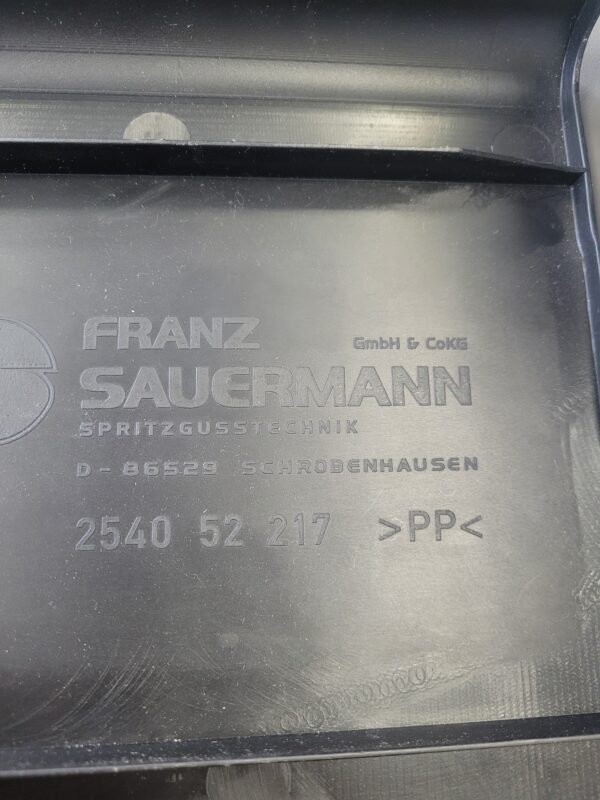 FRANZ GmbH & CoKG
SAUERMANN
SPRITZGUSSTECHNIK
D-86529 SCHROBENHAUSEN
2540 52 217 >PP<